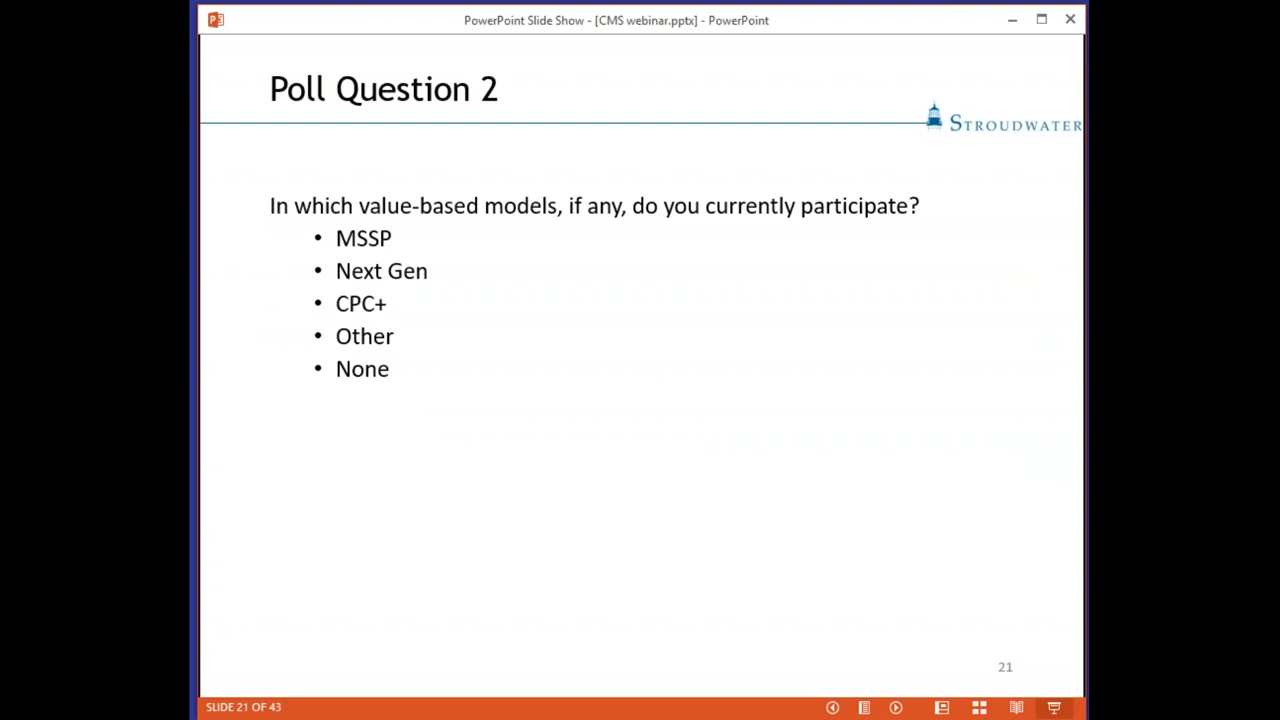 PowerPoint Slide Show - [CMS webinar.pptx] - PowerPoint
Poll Question 2
STROUDWATER
In which value-based models, if any, do you currently participate?
• MSSP
• Next Gen
• CPC+
• Other
• None
21
SLIDE 21 OF 43